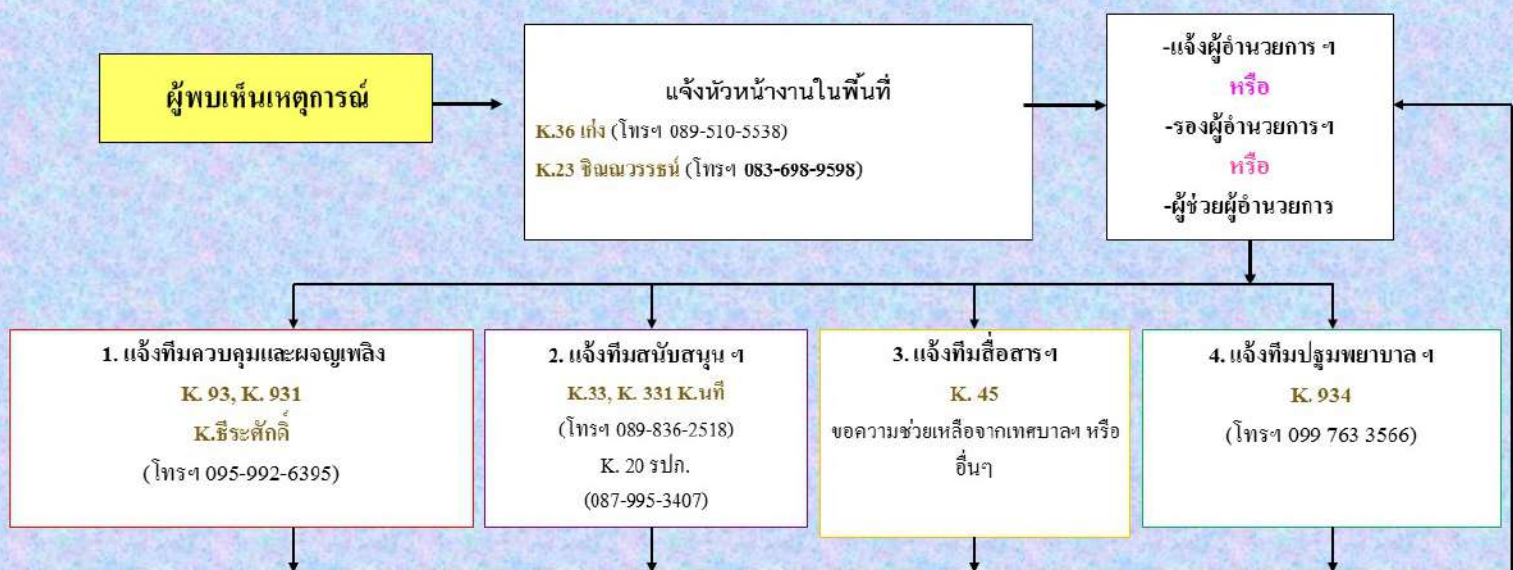 ผู้พบเห็นเหตุการณ์
แจ้งหัวหน้างานในพื้นที่
K.36 เก่ง (โทรฯ 089-510-5538)
K.23 ชิณณวรรธน์ (โทรฯ 083-698-9598)
-แจ้งผู้อำนวยการ ฯ
หรือ
-รองผู้อำนวยการฯ
หรือ
-ผู้ช่วยผู้อำนวยการ
1. แจ้งทีมควบคุมและผจญเพลิง
K. 93, K. 931
K.ธีระศักดิ์
(โทรฯ 095-992-6395)
2. แจ้งทีมสนับสนุน ฯ
K.33, K. 331 K.นที
(โทรฯ 089-836-2518)
K. 20 รปภ.
(087-995-3407)
3. แจ้งทีมสื่อสารฯ
K. 45
ขอความช่วยเหลือจากเทศบาลฯ หรือ
อื่นๆ
4. แจ้งทีมปฐมพยาบาล ฯ
K. 934
(โทรฯ 099 763 3566)